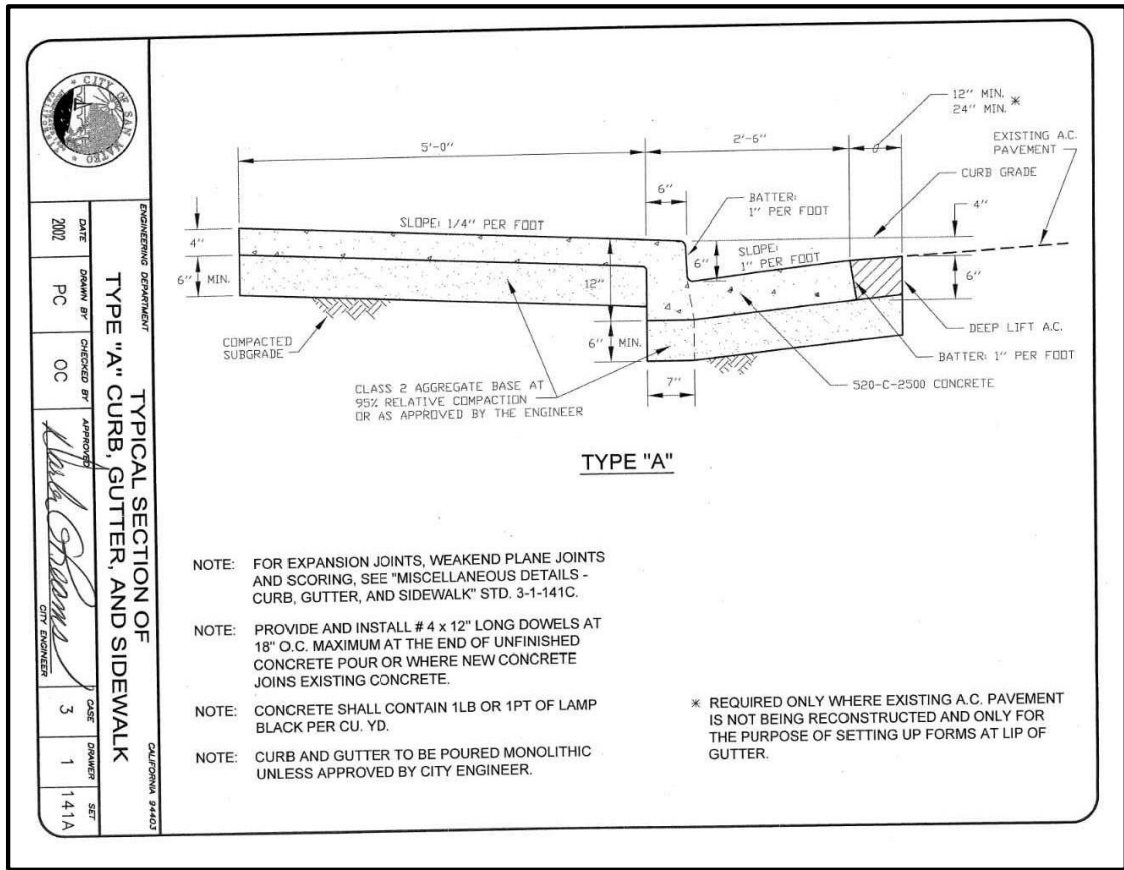 CITY OF SAN MATEO
ENGINEERING DEPARTMENT
CALIFORNIA 94403
TYPICAL SECTION OF
TYPE "A" CURB, GUTTER, AND SIDEWALK
DATE
2002
DRAWN BY
PC
CHECKED BY
OC
APPROVED
CITY ENGINEER
CASE
3
DRAWER
1
SET
141A
12" MIN.
24" MIN. *
EXISTING A.C.
PAVEMENT
5'-0"
2'-6"
CURB GRADE
6"
BATTER:
1" PER FOOT
4"
SLOPE: 1/4" PER FOOT
4"
SLOPE:
1" PER FOOT
6"
6" MIN.
12"
6"
COMPACTED
SUBGRADE
6" MIN.
DEEP LIFT A.C.
BATTER: 1" PER FOOT
7"
520-C-2500 CONCRETE
CLASS 2 AGGREGATE BASE AT
95% RELATIVE COMPACTION
OR AS APPROVED BY THE ENGINEER
TYPE "A"
NOTE: FOR EXPANSION JOINTS, WEAKEND PLANE JOINTS
AND SCORING, SEE "MISCELLANEOUS DETAILS -
CURB, GUTTER, AND SIDEWALK" STD. 3-1-141C.
NOTE: PROVIDE AND INSTALL # 4 x 12" LONG DOWELS AT
18" O.C. MAXIMUM AT THE END OF UNFINISHED
CONCRETE POUR OR WHERE NEW CONCRETE
JOINS EXISTING CONCRETE.
NOTE: CONCRETE SHALL CONTAIN 1LB OR 1PT OF LAMP
BLACK PER CU. YD.
NOTE: CURB AND GUTTER TO BE POURED MONOLITHIC
UNLESS APPROVED BY CITY ENGINEER.
* REQUIRED ONLY WHERE EXISTING A.C. PAVEMENT
IS NOT BEING RECONSTRUCTED AND ONLY FOR
THE PURPOSE OF SETTING UP FORMS AT LIP OF
GUTTER.